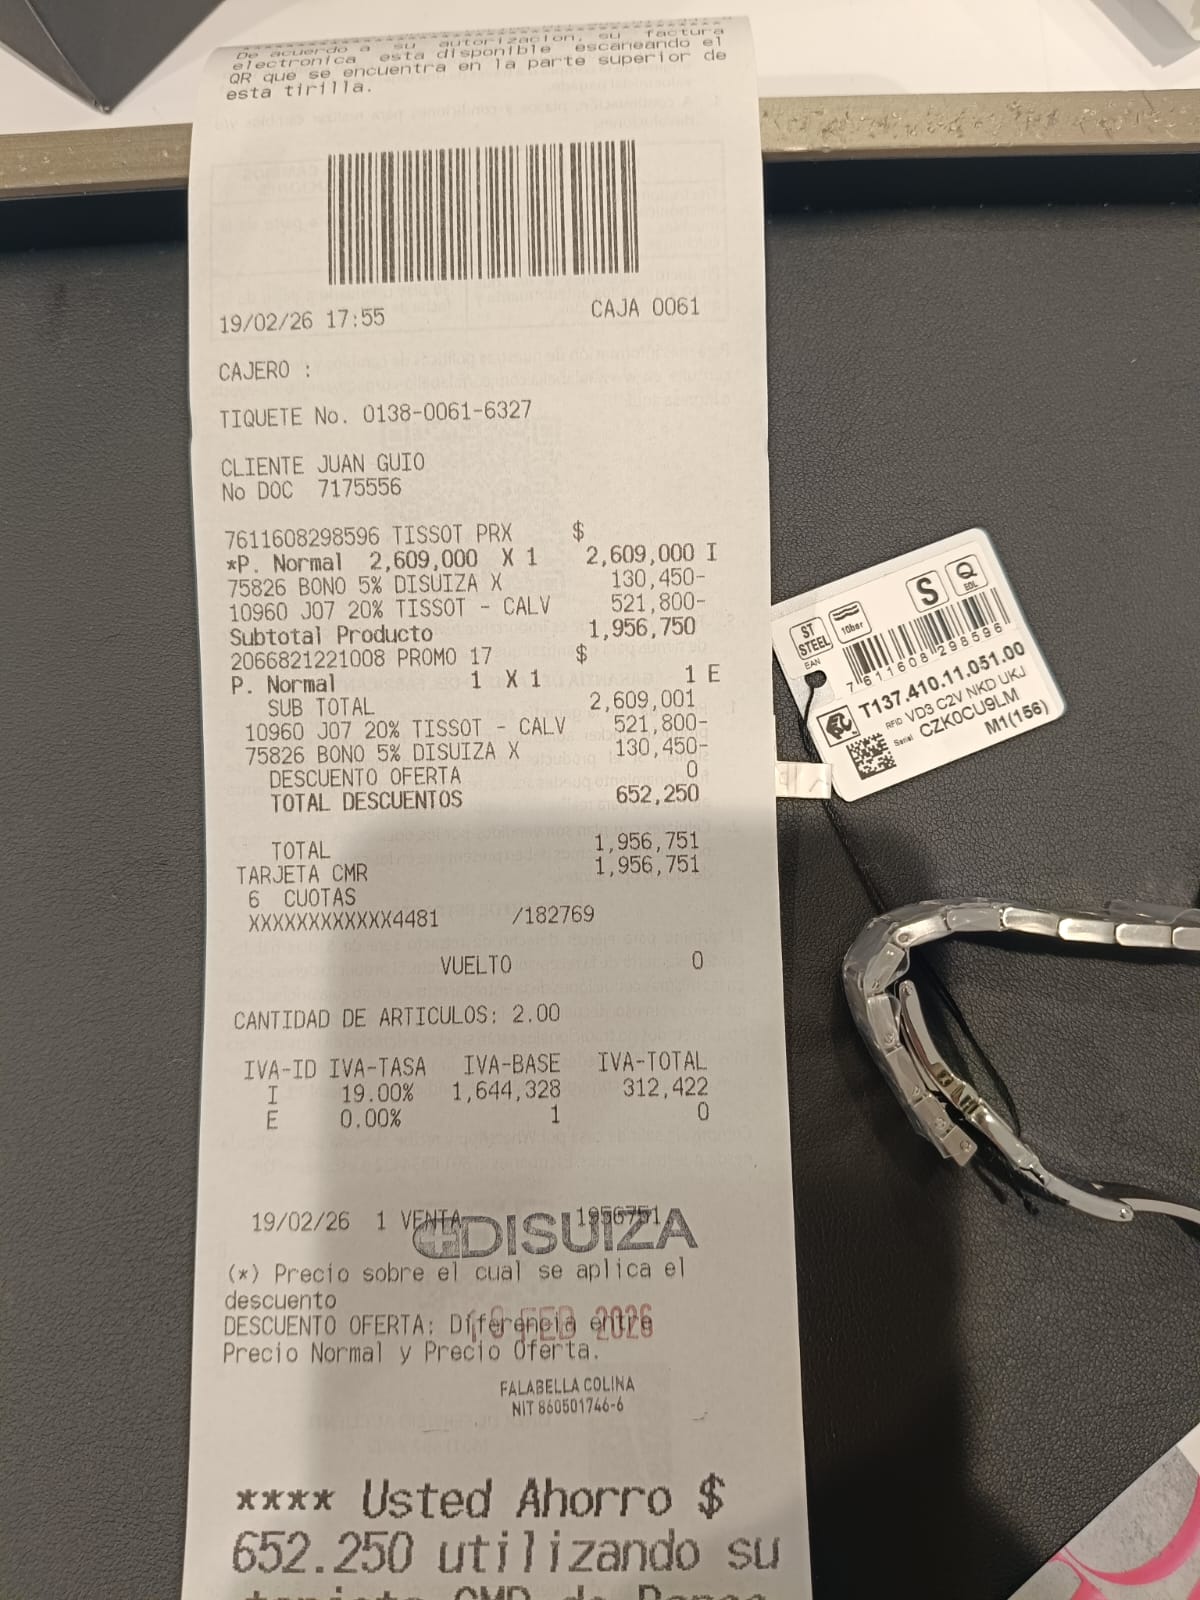 De acuerdo a su autorizacion, su factura
electronica esta disponible escaneando el
QR que se encuentra en la parte superior de
esta tirilla.
19/02/26 17:55 CAJA 0061
CAJERO :
TIQUETE No. 0138-0061-6327
CLIENTE JUAN GUIO
No DOC 7175556
7611608298596 TISSOT PRX $
*P. Normal 2,609,000 X 1 2,609,000 I
75826 BONO 5% DISUIZA X 130,450-
10960 J07 20% TISSOT - CALV 521,800-
Subtotal Producto 1,956,750
2066821221008 PROMO 17 $
P. Normal 1 X 1 1 E
SUB TOTAL 2,609,001
10960 J07 20% TISSOT - CALV 521,800-
75826 BONO 5% DISUIZA X 130,450-
DESCUENTO OFERTA 0
TOTAL DESCUENTOS 652,250
TOTAL 1,956,751
TARJETA CMR 1,956,751
6 CUOTAS
XXXXXXXXXXXX4481 /182769
VUELTO 0
CANTIDAD DE ARTICULOS: 2.00
IVA-ID IVA-TASA IVA-BASE IVA-TOTAL
I 19.00% 1,644,328 312,422
E 0.00% 1 0
19/02/26 1 VENTA 1956751
DISUIZA
(*) Precio sobre el cual se aplica el
descuento
DESCUENTO OFERTA: Diferencia entre
19 FEB 2026
Precio Normal y Precio Oferta.
FALABELLA COLINA
NIT 860501746-6
**** Usted Ahorro $
652.250 utilizando su
tarjeta CMR de Banco
ST
STEEL
10bar
S
Q
EOL
EAN
7 611608 298596
T137.410.11.051.00
RFID VD3 C2V NKD UKJ
Serial CZK0CU9LM
M1(156)